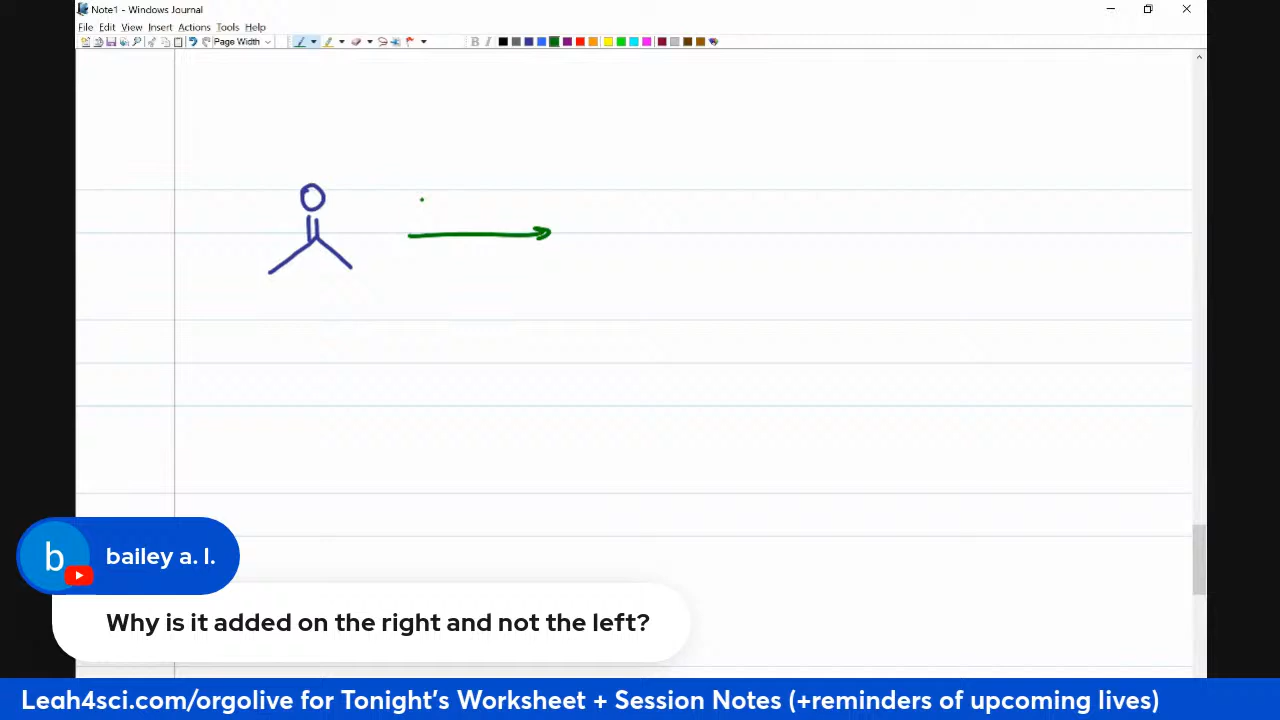 Note1 - Windows Journal
File Edit View Insert Actions Tools Help
Page Width
B I
O
b bailey a. l.
Why is it added on the right and not the left?
Leah4sci.com/orgolive for Tonight's Worksheet + Session Notes (+reminders of upcoming lives)